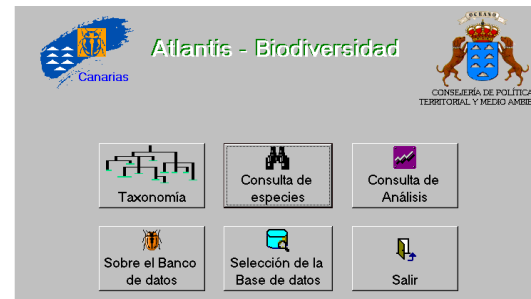 OCEANO
Atlantis - Biodiversidad
Canarias
CONSEJERÍA DE POLÍTICA
TERRITORIAL Y MEDIO AMBIE
Taxonomía
Consulta de
especies
Consulta de
Análisis
Sobre el Banco
de datos
Selección de la
Base de datos
Salir